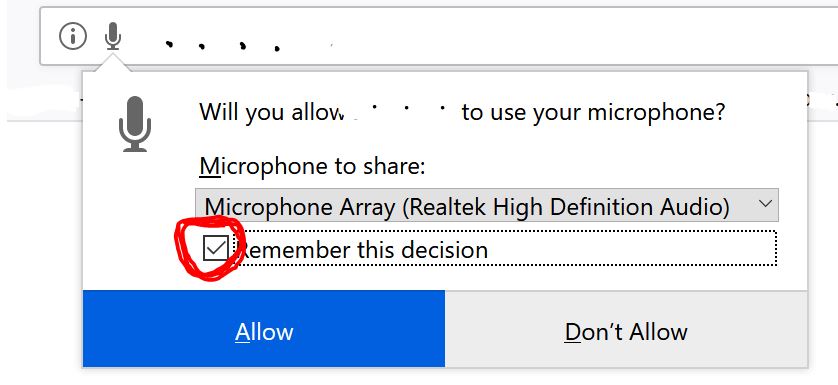 Will you allow to use your microphone?
Microphone to share:
Microphone Array (Realtek High Definition Audio)
Remember this decision
Allow
Don't Allow